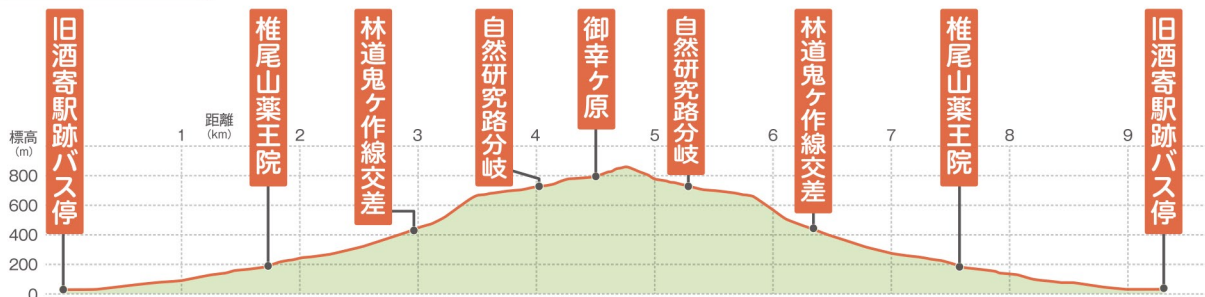 旧酒寄駅跡バス停
椎尾山薬王院
林道鬼ヶ作線交差
自然研究路分岐
御幸ヶ原
自然研究路分岐
林道鬼ヶ作線交差
椎尾山薬王院
旧酒寄駅跡バス停
距離
(km)
1 2 3 4 5 6 7 8 9
標高
(m)
800
600
400
200
0